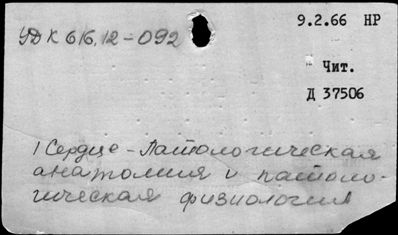 9.2.66 НР
УДК 616.12-092
Чит.
Д 37506
1 Сердце - Патологическая
анатомия и патоло-
гическая физиология